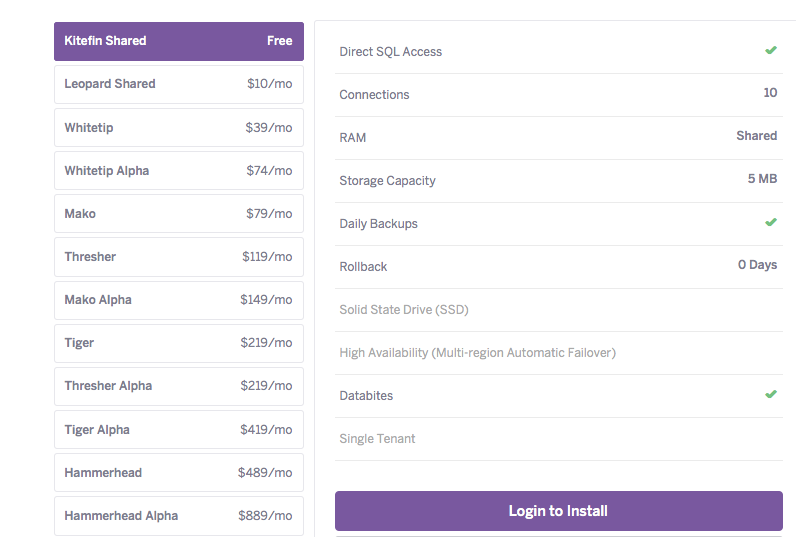 Kitefin Shared Free
Leopard Shared $10/mo
Whitetip $39/mo
Whitetip Alpha $74/mo
Mako $79/mo
Thresher $119/mo
Mako Alpha $149/mo
Tiger $219/mo
Thresher Alpha $219/mo
Tiger Alpha $419/mo
Hammerhead $489/mo
Hammerhead Alpha $889/mo
Direct SQL Access
Connections 10
RAM Shared
Storage Capacity 5 MB
Daily Backups
Rollback 0 Days
Solid State Drive (SSD)
High Availability (Multi-region Automatic Failover)
Databites
Single Tenant
Login to Install